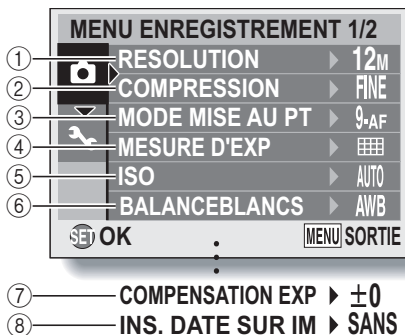 MENU ENREGISTREMENT 1/2
1 RESOLUTION 12M
2 COMPRESSION FINE
3 MODE MISE AU PT 9-AF
4 MESURE D'EXP
5 ISO AUTO
6 BALANCEBLANCS AWB
SET OK MENU SORTIE
7 COMPENSATION EXP ±0
8 INS. DATE SUR IM SANS